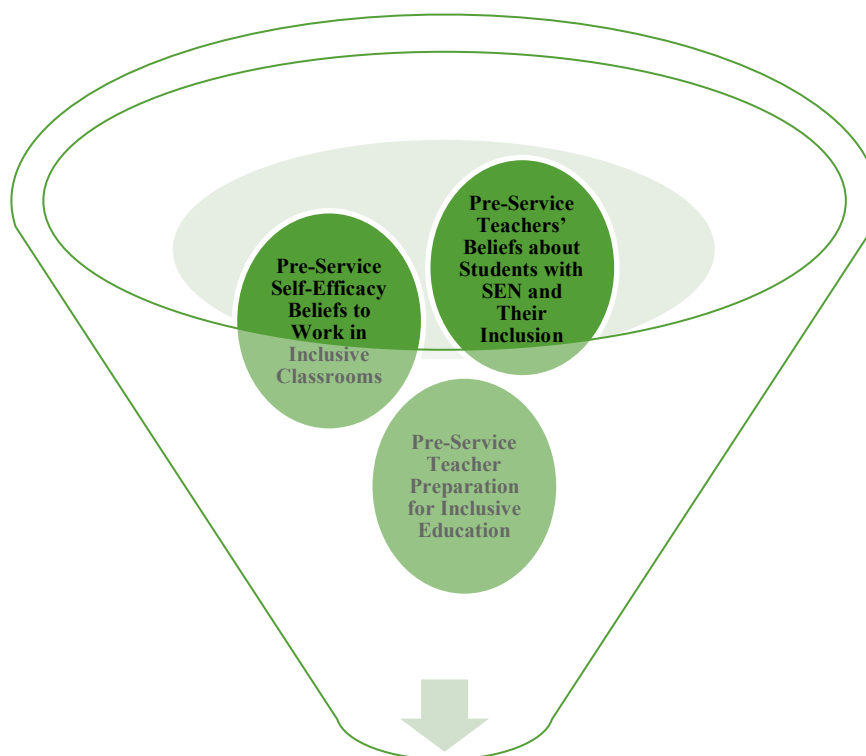 Pre-Service
Self-Efficacy
Beliefs to
Work in
Inclusive
Classrooms
Pre-Service
Teachers’
Beliefs about
Students with
SEN and
Their
Inclusion
Pre-Service
Teacher
Preparation
for Inclusive
Education